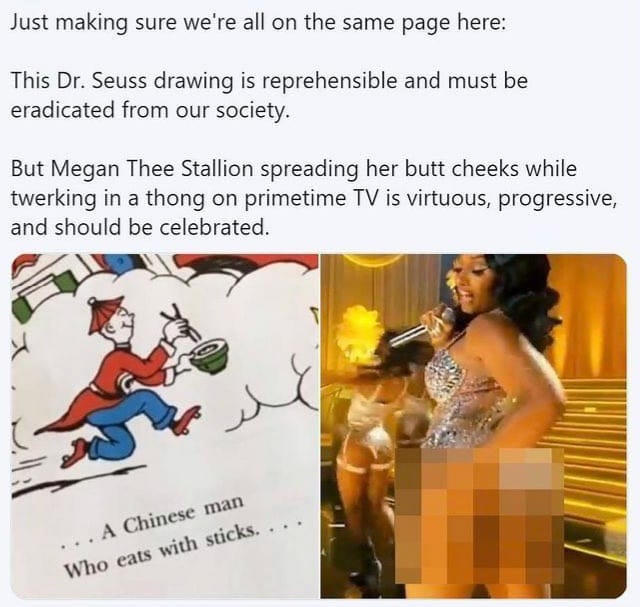 Just making sure we're all on the same page here:
This Dr. Seuss drawing is reprehensible and must be
eradicated from our society.
But Megan Thee Stallion spreading her butt cheeks while
twerking in a thong on primetime TV is virtuous, progressive,
and should be celebrated.
. . . A Chinese man
Who eats with sticks. . . .